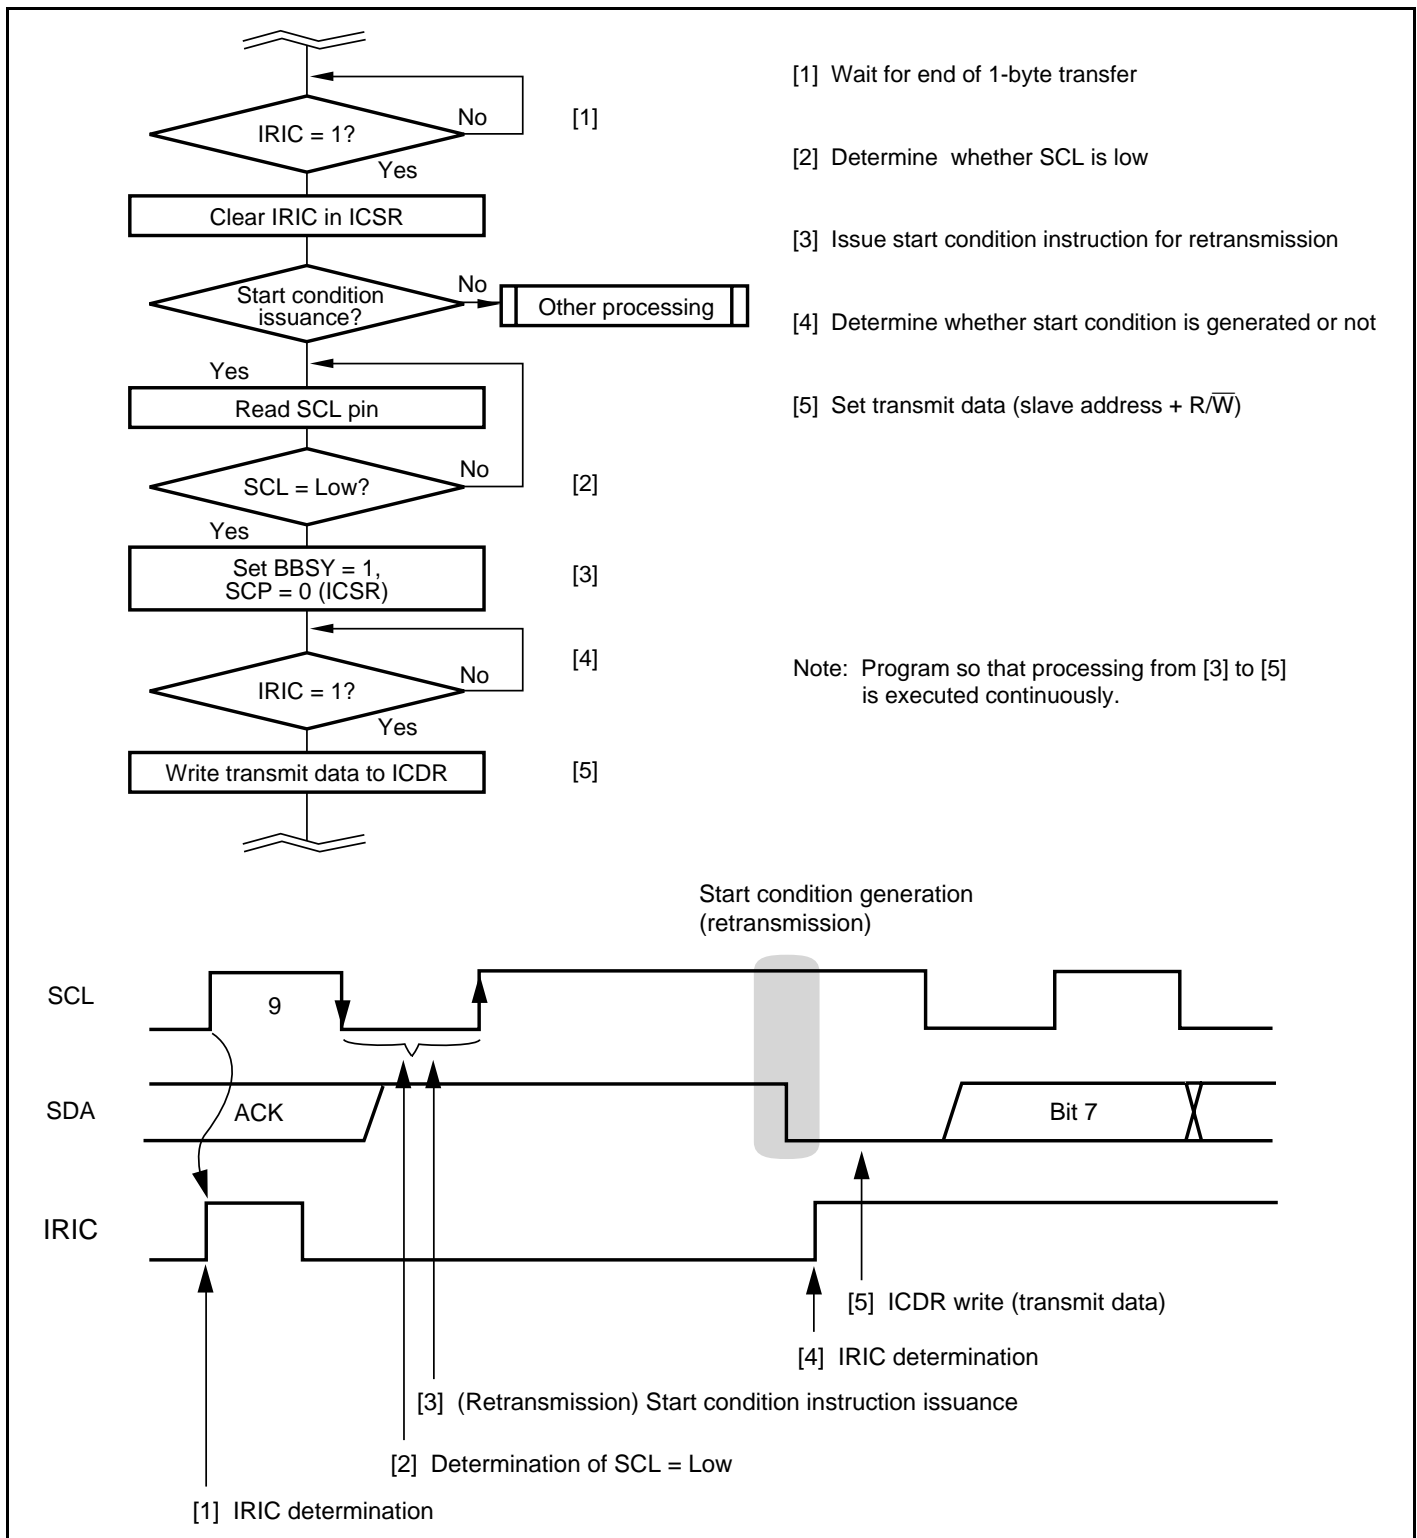 [1] Wait for end of 1-byte transfer
No
IRIC = 1?
[1]
Yes
[2] Determine whether SCL is low
Clear IRIC in ICSR
[3] Issue start condition instruction for retransmission
No
Start condition
issuance?
Other processing
[4] Determine whether start condition is generated or not
Yes
Read SCL pin
[5] Set transmit data (slave address + R/W̅)
No
SCL = Low?
[2]
Yes
Set BBSY = 1,
SCP = 0 (ICSR)
[3]
[4]
No
IRIC = 1?
Note: Program so that processing from [3] to [5]
is executed continuously.
Yes
Write transmit data to ICDR
[5]
Start condition generation
(retransmission)
SCL
9
SDA
ACK
Bit 7
IRIC
[5] ICDR write (transmit data)
[4] IRIC determination
[3] (Retransmission) Start condition instruction issuance
[2] Determination of SCL = Low
[1] IRIC determination